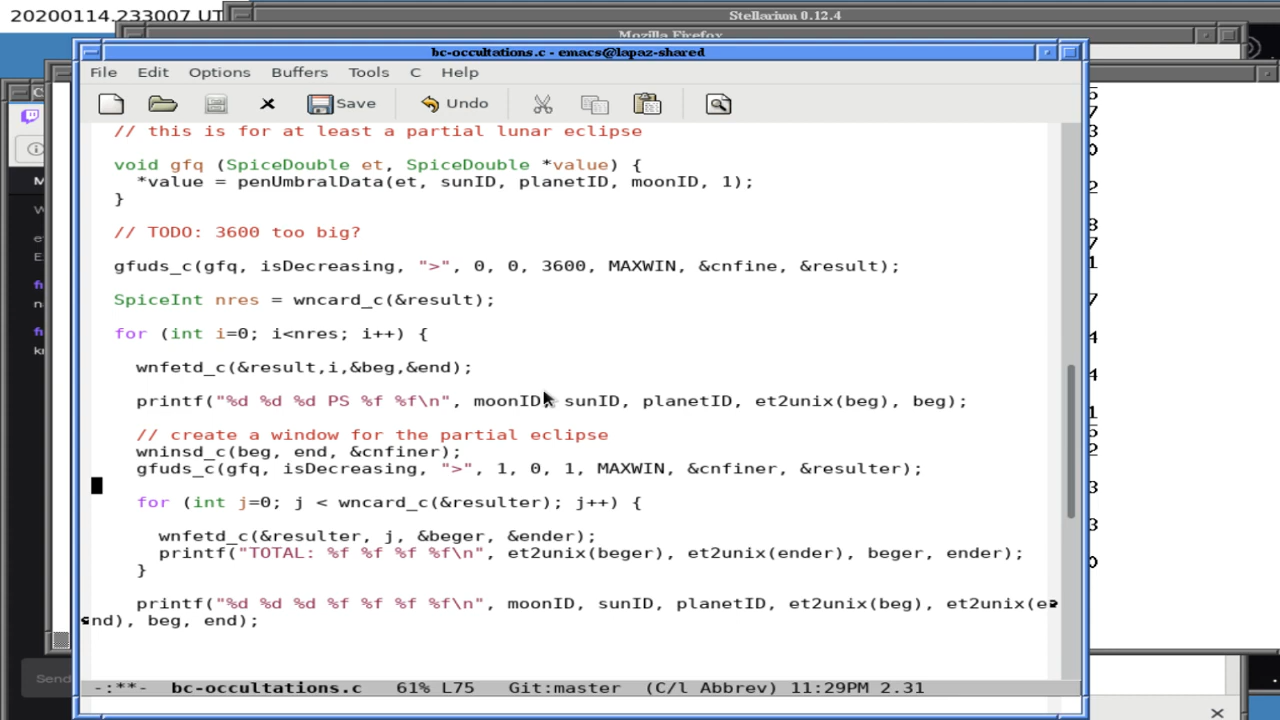 20200114.233007 UT
Stellarium 0.12.4
Mozilla Firefox
bc-occultations.c - emacs@lapaz-shared
File Edit Options Buffers Tools C Help
Save Undo
// this is for at least a partial lunar eclipse
void gfq (SpiceDouble et, SpiceDouble *value) {
*value = penUmbralData(et, sunID, planetID, moonID, 1);
}
// TODO: 3600 too big?
gfuds_c(gfq, isDecreasing, ">", 0, 0, 3600, MAXWIN, &cnfine, &result);
SpiceInt nres = wncard_c(&result);
for (int i=0; i<nres; i++) {
wnfetd_c(&result,i,&beg,&end);
printf("%d %d %d PS %f %f\n", moonID, sunID, planetID, et2unix(beg), beg);
// create a window for the partial eclipse
wninsd_c(beg, end, &cnfiner);
gfuds_c(gfq, isDecreasing, ">", 1, 0, 1, MAXWIN, &cnfiner, &resulter);
for (int j=0; j < wncard_c(&resulter); j++) {
wnfetd_c(&resulter, j, &beger, &ender);
printf("TOTAL: %f %f %f %f\n", et2unix(beger), et2unix(ender), beger, ender);
}
printf("%d %d %d %f %f %f %f\n", moonID, sunID, planetID, et2unix(beg), et2unix(e
nd), beg, end);
Send
-:**- bc-occultations.c 61% L75 Git:master (C/l Abbrev) 11:29PM 2.31